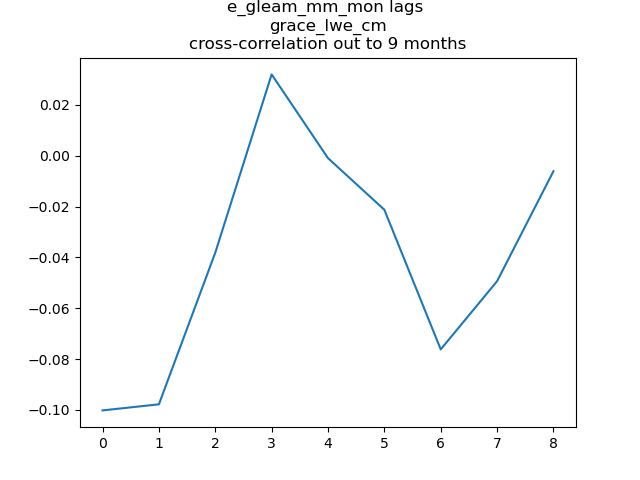 e_gleam_mm_mon lags
grace_lwe_cm
cross-correlation out to 9 months
0.02
0.00
−0.02
−0.04
−0.06
−0.08
−0.10
0 1 2 3 4 5 6 7 8